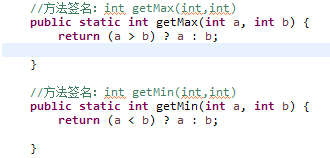 //方法签名：int getMax(int,int)
public static int getMax(int a, int b) {
return (a > b) ? a : b;
}
//方法签名：int getMin(int,int)
public static int getMin(int a, int b) {
return (a < b) ? a : b;
}